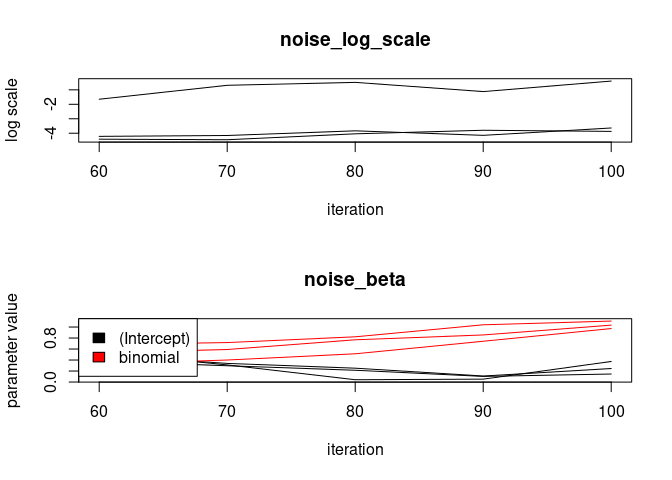 noise_log_scale
log scale
-2
-4
60 70 80 90 100
iteration
noise_beta
parameter value
0.8
0.0
(Intercept)
binomial
60 70 80 90 100
iteration